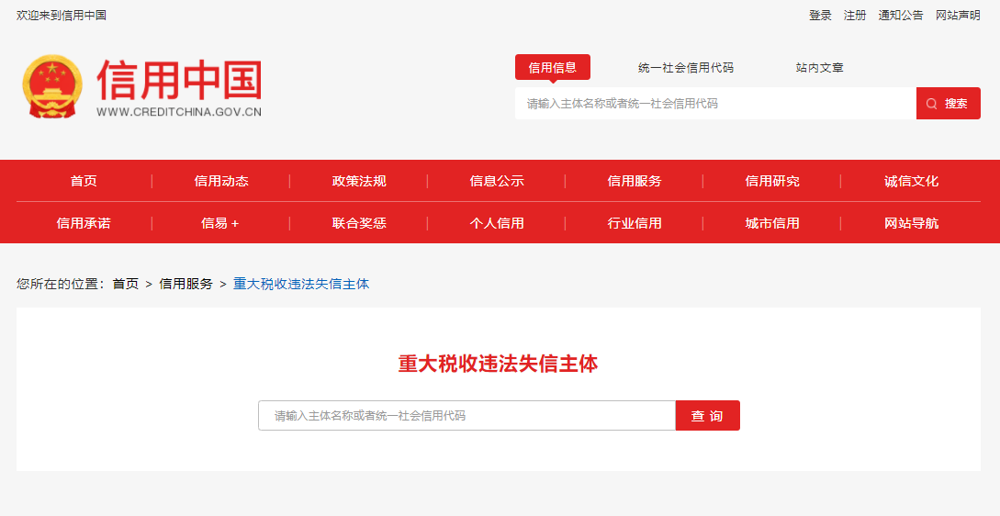 欢迎来到信用中国
登录 注册 通知公告 网站声明
信用中国
WWW.CREDITCHINA.GOV.CN
信用信息 统一社会信用代码 站内文章
请输入主体名称或者统一社会信用代码 搜索
首页 信用动态 政策法规 信息公示 信用服务 信用研究 诚信文化
信用承诺 信易+ 联合奖惩 个人信用 行业信用 城市信用 网站导航
您所在的位置：首页 > 信用服务 > 重大税收违法失信主体
重大税收违法失信主体
请输入主体名称或者统一社会信用代码 查 询